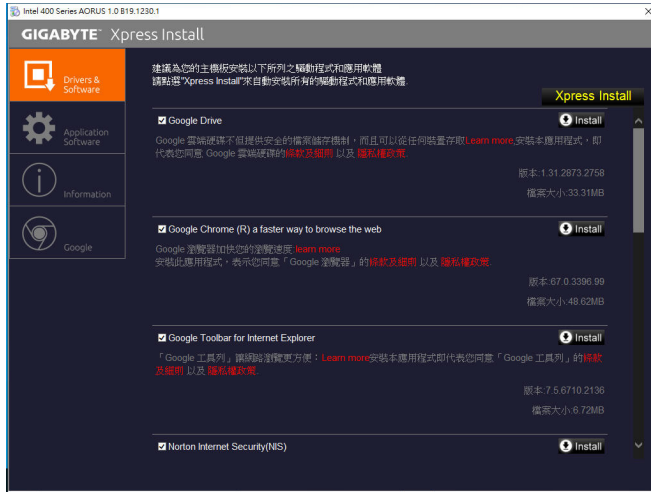 Intel 400 Series AORUS 1.0 B19.1230.1
GIGABYTE™ Xpress Install
Drivers & Software
Application Software
Information
Google
建議為您的主機板安裝以下所列之驅動程式和應用軟體
請點選"Xpress Install"來自動安裝所有的驅動程式和應用軟體.
Xpress Install
Google Drive
Install
Google 雲端硬碟不但提供安全的檔案儲存機制，而且可以從任何裝置存取Learn more,安裝本應用程式，即
代表您同意 Google 雲端硬碟的條款及細則 以及 隱私權政策.
版本:1.31.2873.2758
檔案大小:33.31MB
Google Chrome (R) a faster way to browse the web
Install
Google 瀏覽器加快您的瀏覽速度:learn more
安裝此應用程式，表示您同意「Google 瀏覽器」的條款及細則 以及 隱私權政策.
版本:67.0.3396.99
檔案大小:48.62MB
Google Toolbar for Internet Explorer
Install
「Google 工具列」讓網路瀏覽更方便：Learn more安裝本應用程式即代表您同意「Google 工具列」的條款
及細則 以及 隱私權政策.
版本:7.5.6710.2136
檔案大小:6.72MB
Norton Internet Security(NIS)
Install